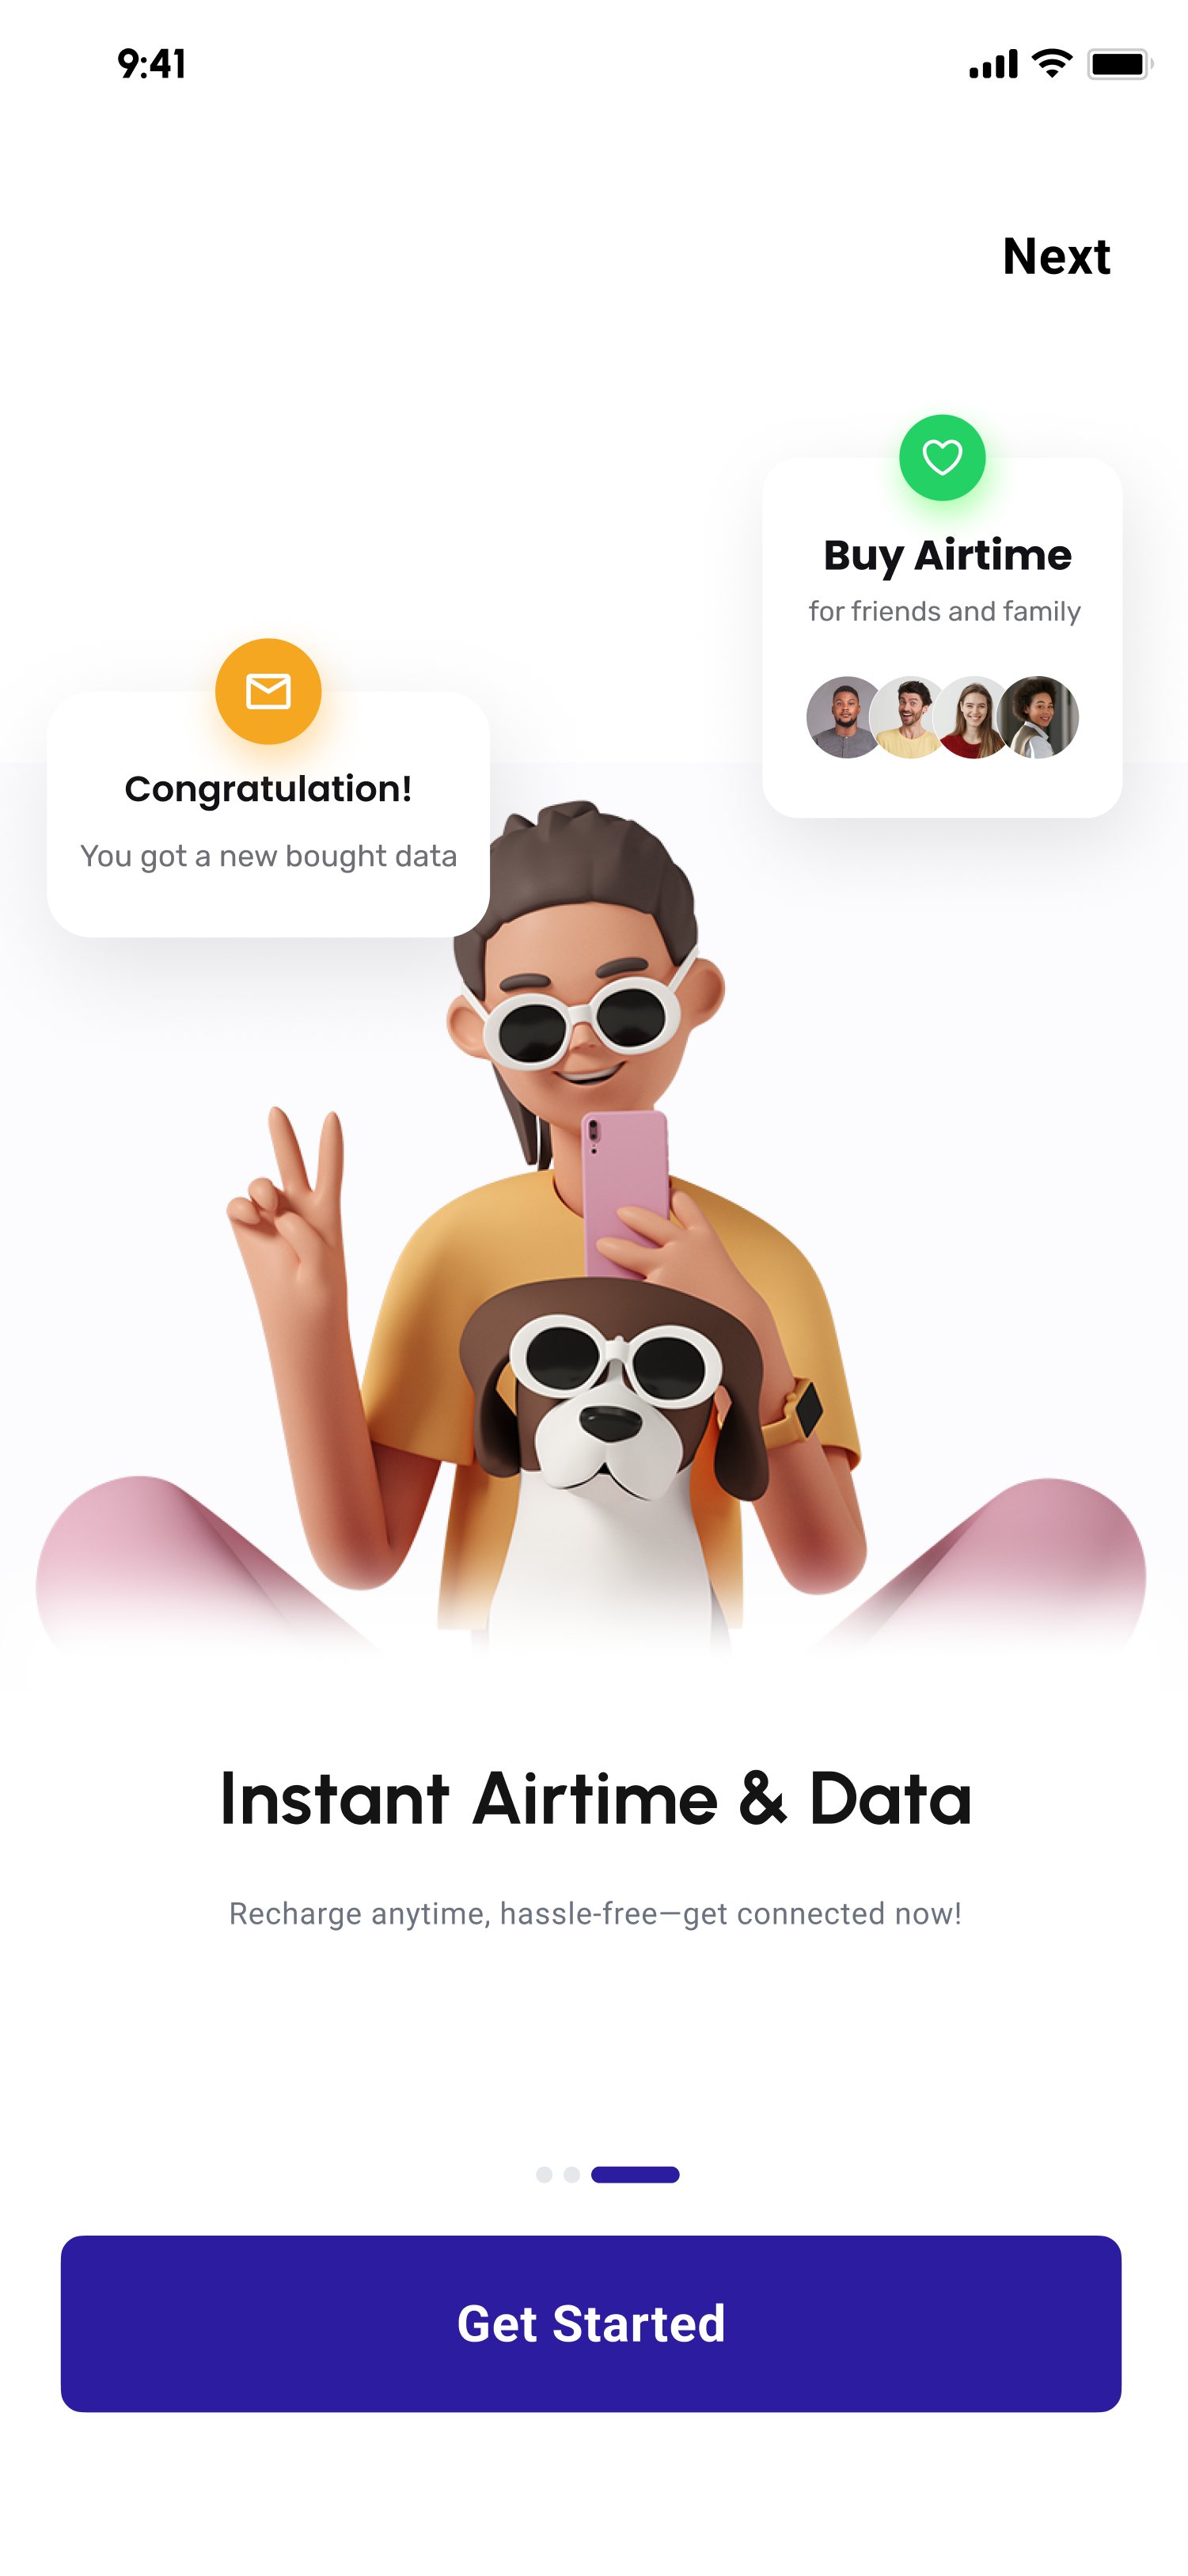 9:41
Next
Buy Airtime
for friends and family
Congratulation!
You got a new bought data
Instant Airtime & Data
Recharge anytime, hassle-free—get connected now!
Get Started